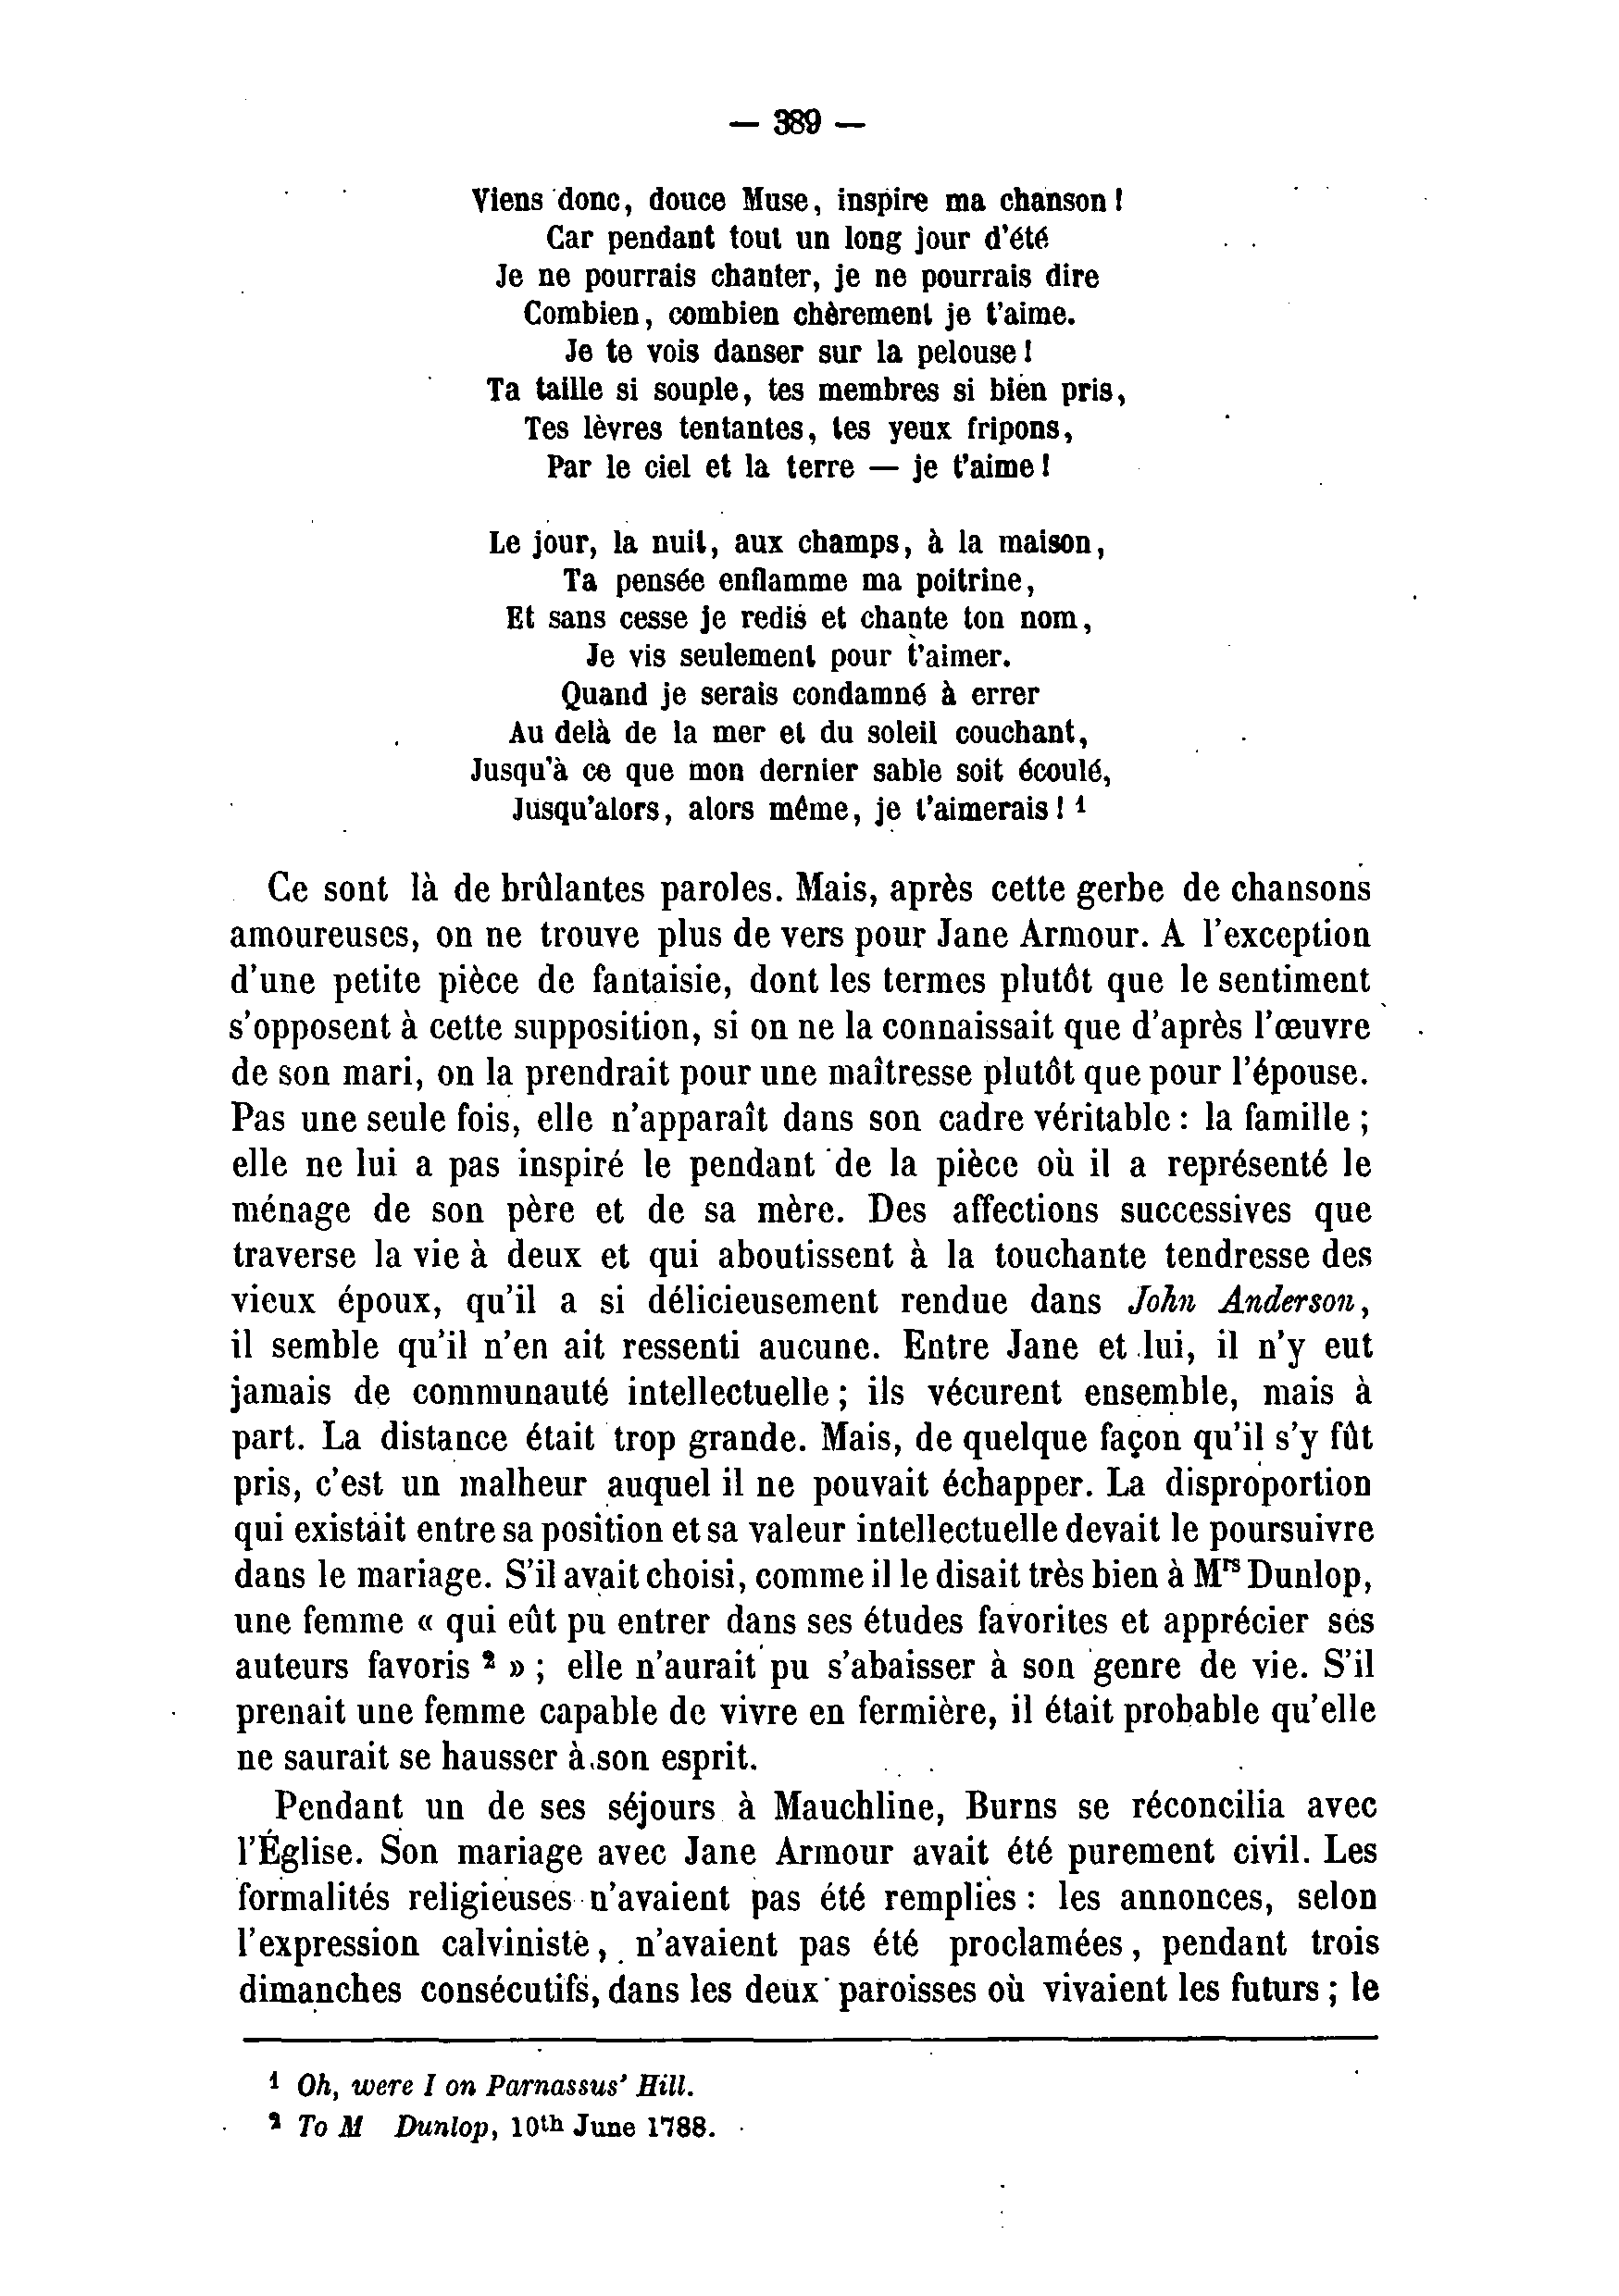 — 389 —
Viens donc, douce Muse, inspire ma chanson !
Car pendant tout un long jour d'été
Je ne pourrais chanter, je ne pourrais dire
Combien, combien chèrement je t'aime.
Je te vois danser sur la pelouse !
Ta taille si souple, tes membres si bien pris,
Tes lèvres tentantes, tes yeux fripons,
Par le ciel et la terre — je t'aime !
Le jour, la nuit, aux champs, à la maison,
Ta pensée enflamme ma poitrine,
Et sans cesse je redis et chante ton nom,
Je vis seulement pour t'aimer.
Quand je serais condamné à errer
Au delà de la mer et du soleil couchant,
Jusqu'à ce que mon dernier sable soit écoulé,
Jusqu'alors, alors même, je t'aimerais ! 1
Ce sont là de brûlantes paroles. Mais, après cette gerbe de chansons
amoureuses, on ne trouve plus de vers pour Jane Armour. A l'exception
d'une petite pièce de fantaisie, dont les termes plutôt que le sentiment
s'opposent à cette supposition, si on ne la connaissait que d'après l'œuvre
de son mari, on la prendrait pour une maîtresse plutôt que pour l'épouse.
Pas une seule fois, elle n'apparaît dans son cadre véritable : la famille ;
elle ne lui a pas inspiré le pendant de la pièce où il a représenté le
ménage de son père et de sa mère. Des affections successives que
traverse la vie à deux et qui aboutissent à la touchante tendresse des
vieux époux, qu'il a si délicieusement rendue dans John Anderson,
il semble qu'il n'en ait ressenti aucune. Entre Jane et lui, il n'y eut
jamais de communauté intellectuelle ; ils vécurent ensemble, mais à
part. La distance était trop grande. Mais, de quelque façon qu'il s'y fût
pris, c'est un malheur auquel il ne pouvait échapper. La disproportion
qui existait entre sa position et sa valeur intellectuelle devait le poursuivre
dans le mariage. S'il avait choisi, comme il le disait très bien à Mrs Dunlop,
une femme « qui eût pu entrer dans ses études favorites et apprécier ses
auteurs favoris 2 » ; elle n'aurait pu s'abaisser à son genre de vie. S'il
prenait une femme capable de vivre en fermière, il était probable qu'elle
ne saurait se hausser à son esprit.
Pendant un de ses séjours à Mauchline, Burns se réconcilia avec
l'Église. Son mariage avec Jane Armour avait été purement civil. Les
formalités religieuses n'avaient pas été remplies : les annonces, selon
l'expression calviniste, n'avaient pas été proclamées, pendant trois
dimanches consécutifs, dans les deux paroisses où vivaient les futurs ; le
1 Oh, were I on Parnassus' Hill.
2 To M Dunlop, 10th June 1788.